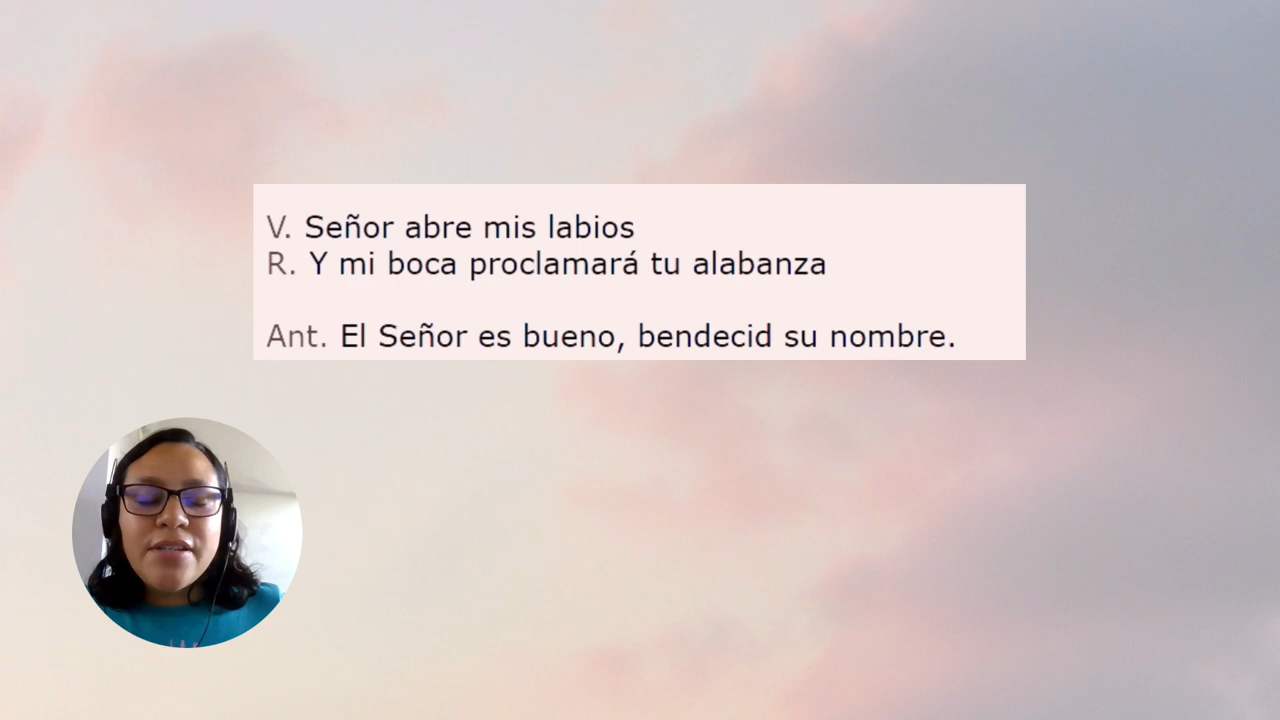 V. Señor abre mis labios
R. Y mi boca proclamará tu alabanza
Ant. El Señor es bueno, bendecid su nombre.